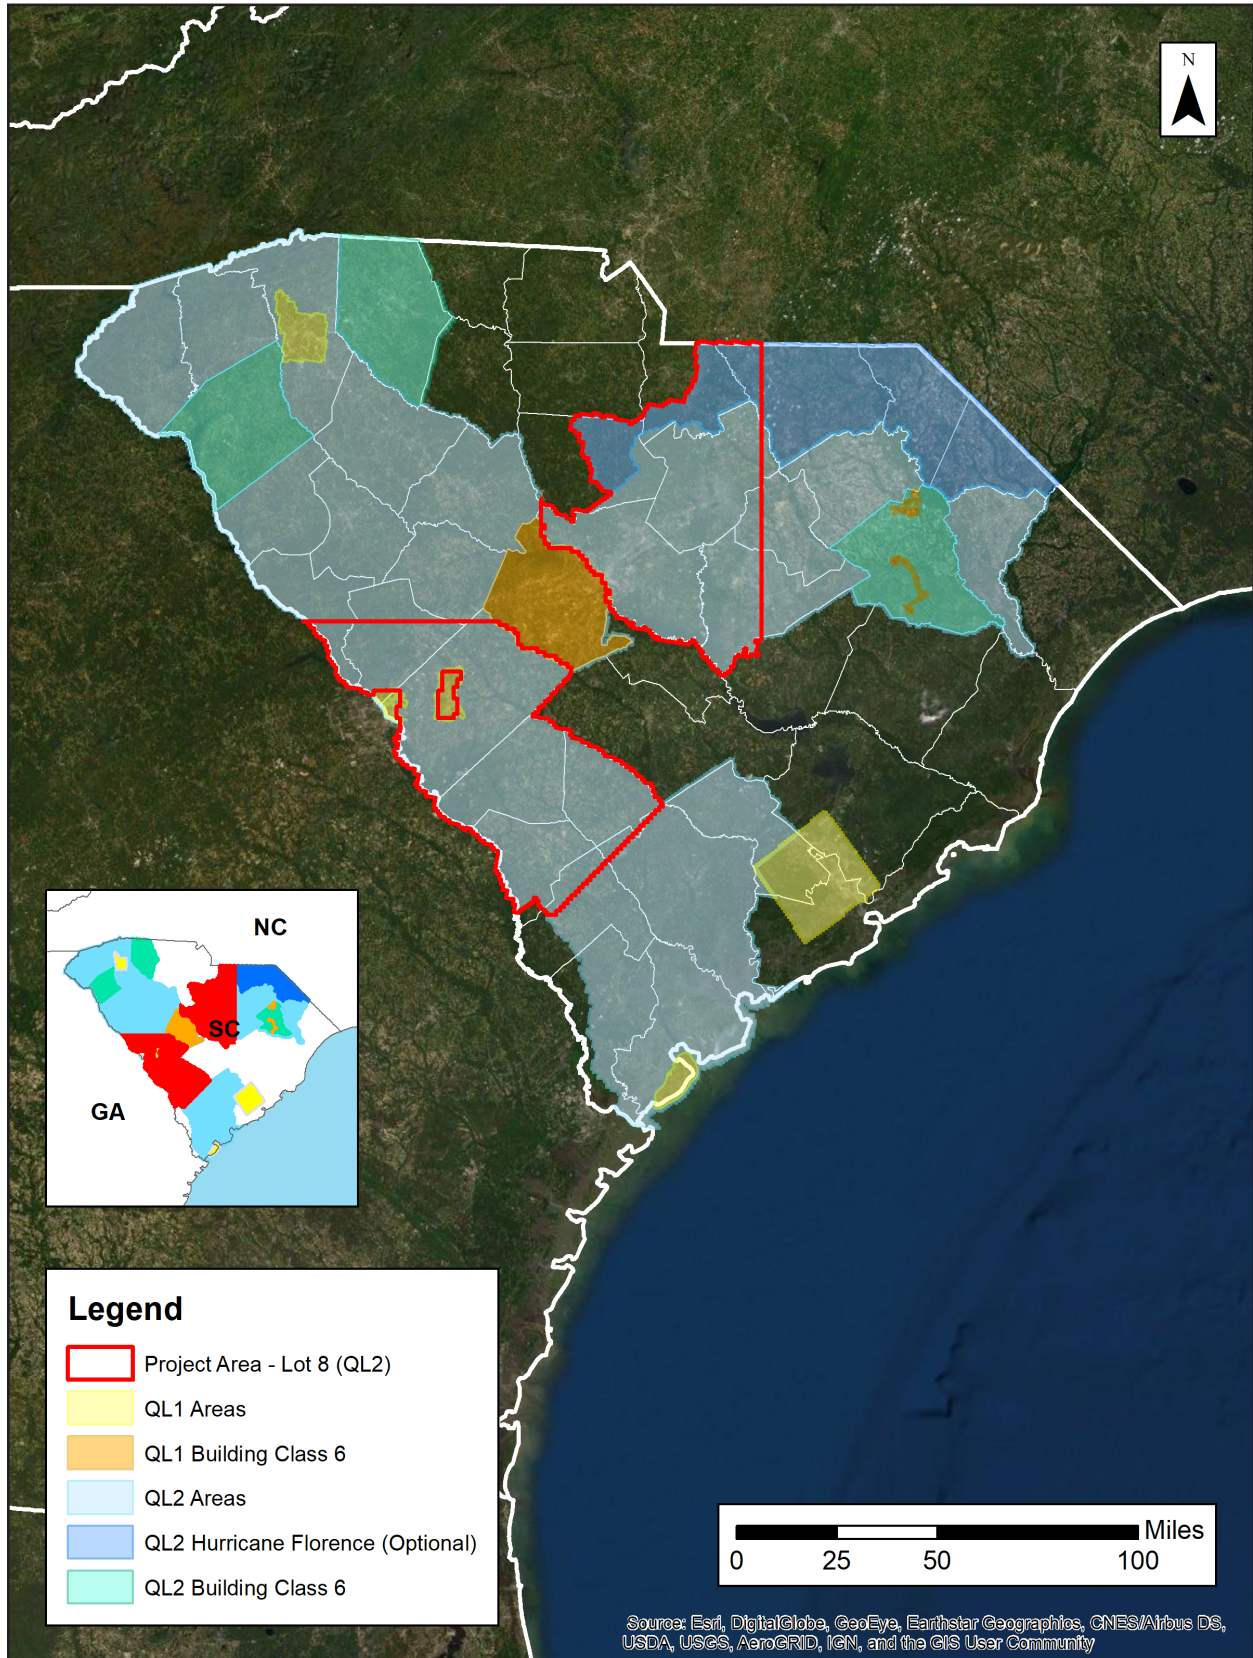 N
NC
SC
GA
Legend
Project Area - Lot 8 (QL2)
QL1 Areas
QL1 Building Class 6
QL2 Areas
QL2 Hurricane Florence (Optional)
QL2 Building Class 6
Miles
0 25 50 100
Source: Esri, DigitalGlobe, GeoEye, Earthstar Geographics, CNES/Airbus DS,
USDA, USGS, AeroGRID, IGN, and the GIS User Community